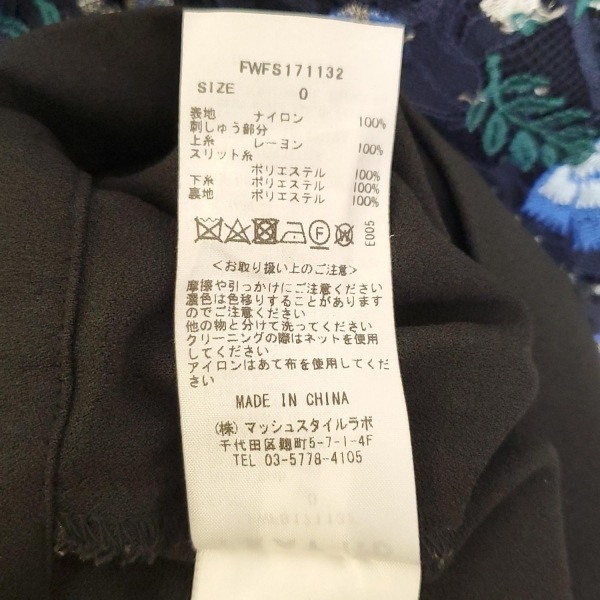 FWFS171132
SIZE 0
表地 ナイロン 100%
刺しゅう部分
上糸 レーヨン 100%
スリット糸
ポリエステル 100%
下糸 ポリエステル 100%
裏地 ポリエステル 100%
F W E005
<お取り扱い上のご注意>
摩擦や引っかけにご注意ください
濃色は色移りすることがあります
のでご注意ください
他の物と分けて洗ってください
クリーニングの際はネットを使用
してください
アイロンはあて布を使用してくだ
さい
MADE IN CHINA
(株) マッシュスタイルラボ
千代田区麹町5-7-1-4F
TEL 03-5778-4105
0
FWFS171132